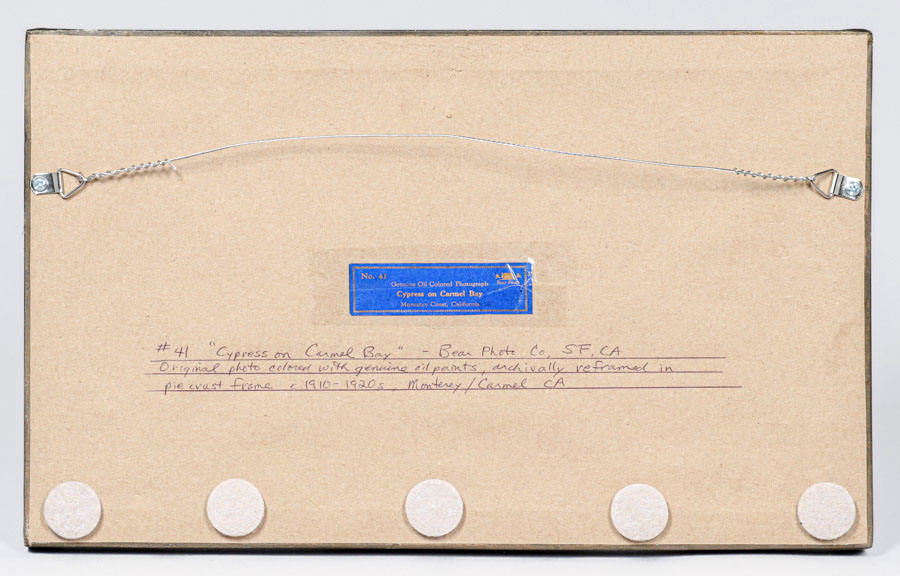 No. 41
Genuine Oil Colored Photograph
Cypress on Carmel Bay
Monterey Coast, California
# 41 "Cypress on Carmel Bay" - Bear Photo Co, SF, CA
Original photo colored with genuine oil paints, archivally reframed in
pie crust frame c.1910-1920s, Monterey/Carmel CA